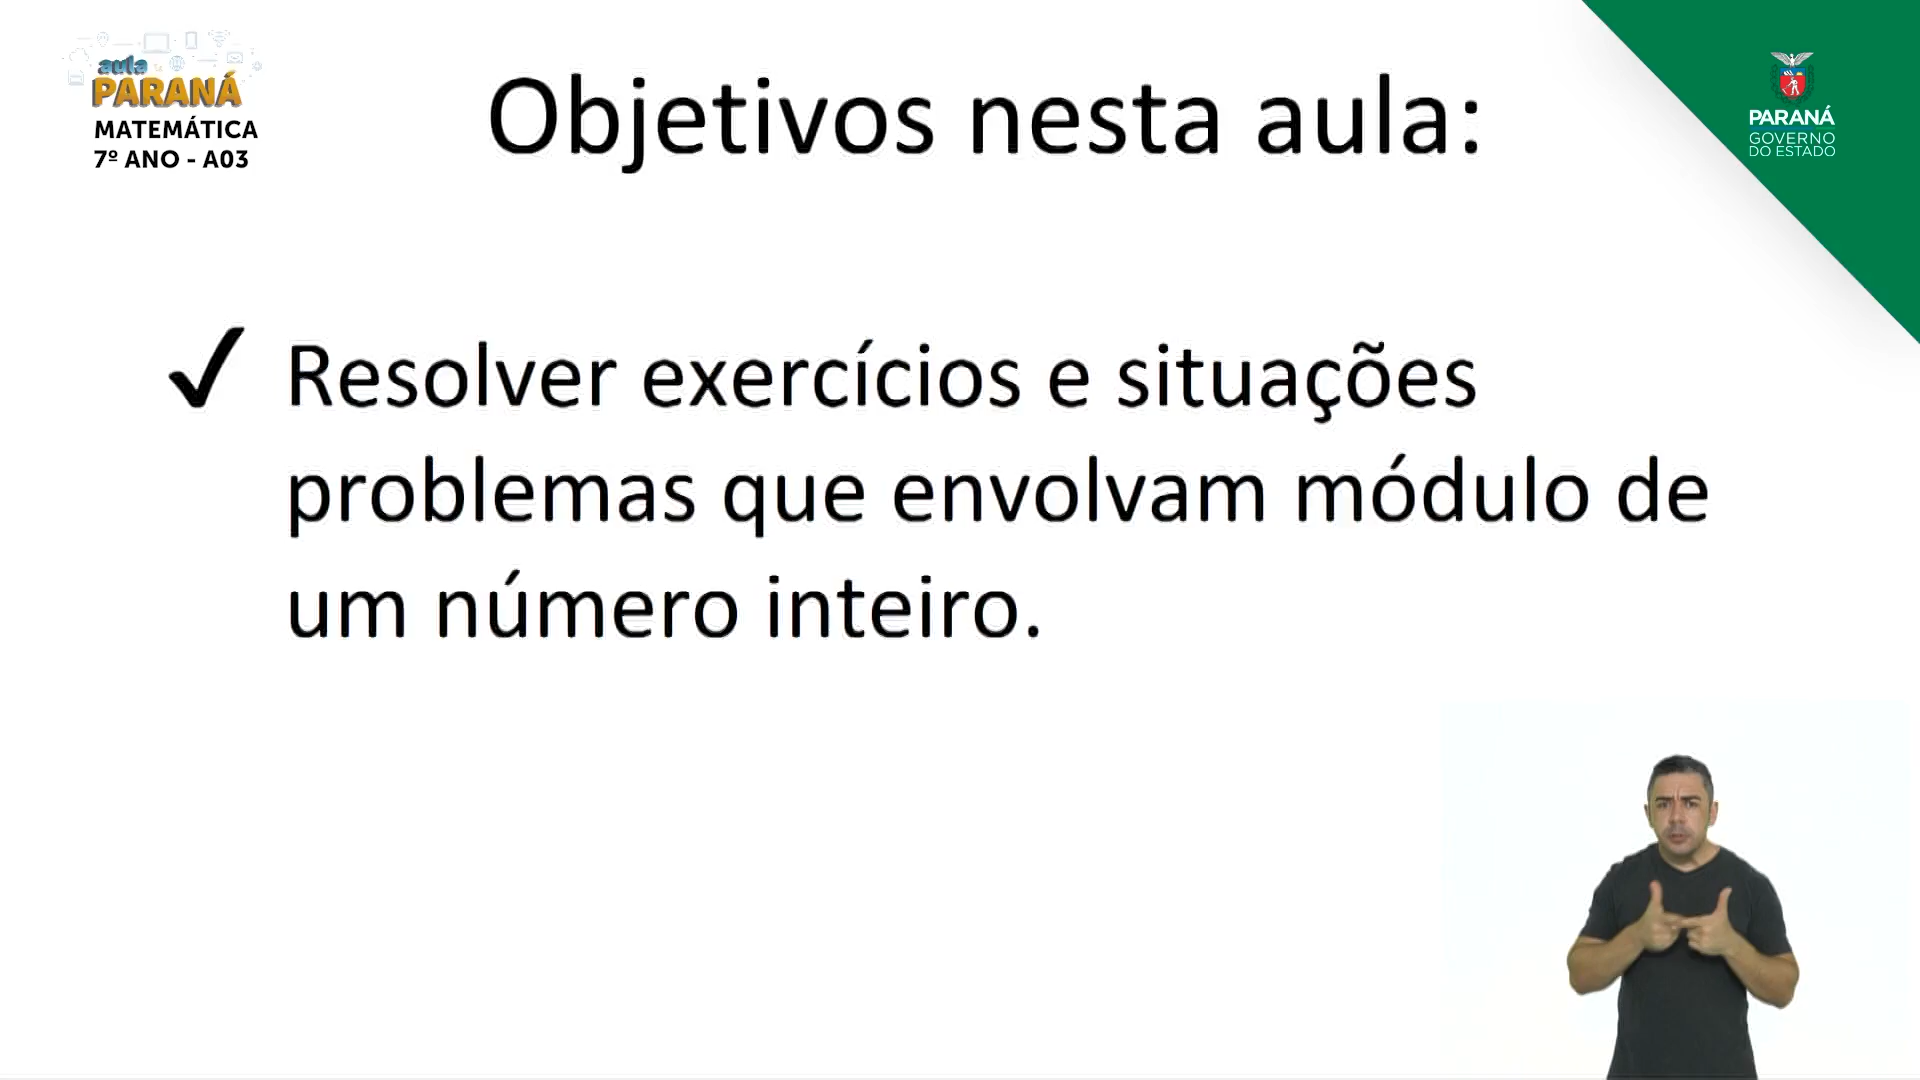 aula
PARANÁ
MATEMÁTICA
7º ANO - A03
Objetivos nesta aula:
PARANÁ
GOVERNO
DO ESTADO
✓ Resolver exercícios e situações
problemas que envolvam módulo de
um número inteiro.